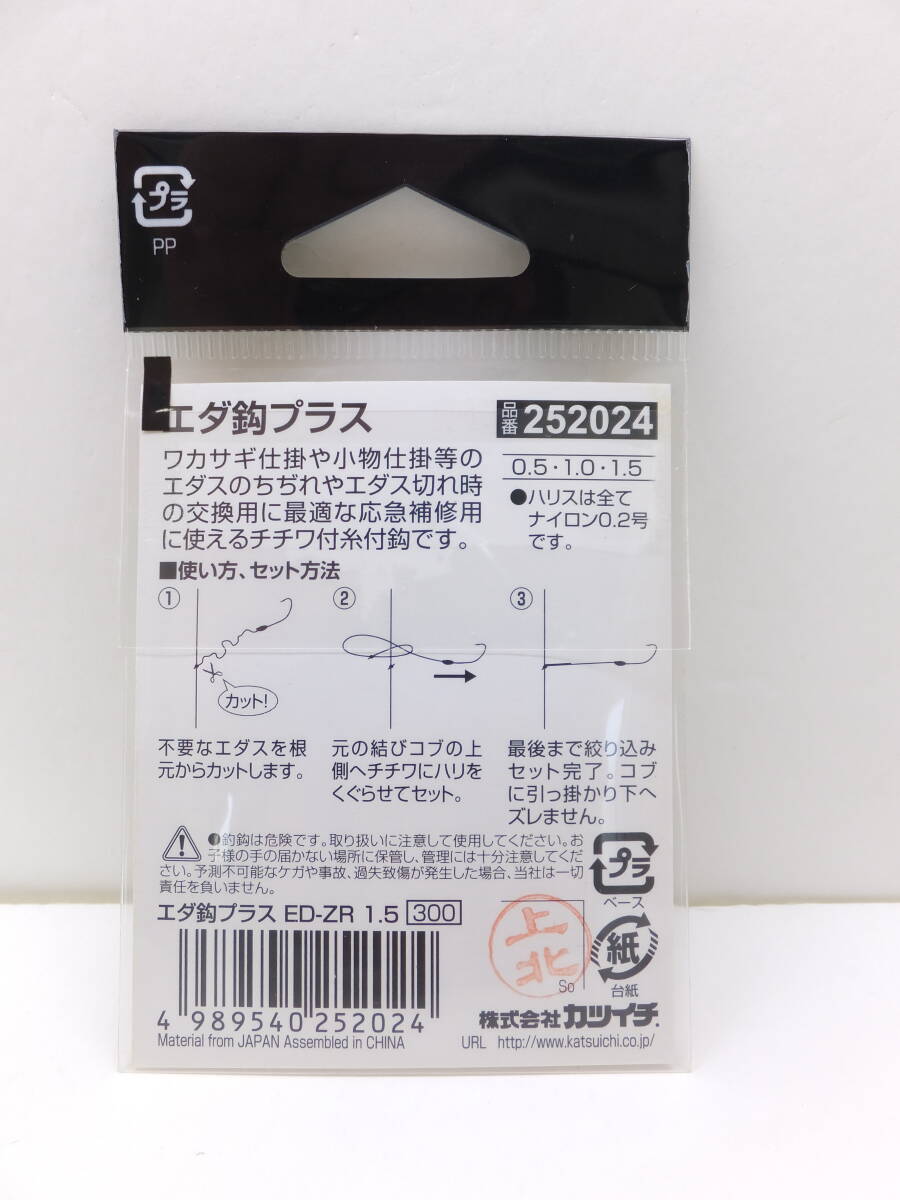 プラ
PP
エダ鈎プラス
品番 252024
ワカサギ仕掛や小物仕掛等の
エダスのちぢれやエダス切れ時
の交換用に最適な応急補修用
に使えるチチワ付糸付鈎です。
0.5・1.0・1.5
●ハリスは全て
ナイロン0.2号
です。
■使い方、セット方法
①
カット!
不要なエダスを根
元からカットします。
②
元の結びコブの上
側へチチワにハリを
くぐらせてセット。
③
最後まで絞り込み
セット完了。コブ
に引っ掛かり下へ
ズレません。
●釣鈎は危険です。取り扱いに注意して使用してください。お
子様の手の届かない場所に保管し、管理には十分注意してくだ
さい。予測不可能なケガや事故、過失致傷が発生した場合、当社は一切
責任を負いません。
プラ
ベース
エダ鈎プラス ED-ZR 1.5 300
4 989540 252024
Material from JAPAN Assembled in CHINA
上北
So
紙
台紙
株式会社カツイチ.
URL http://www.katsuichi.co.jp/